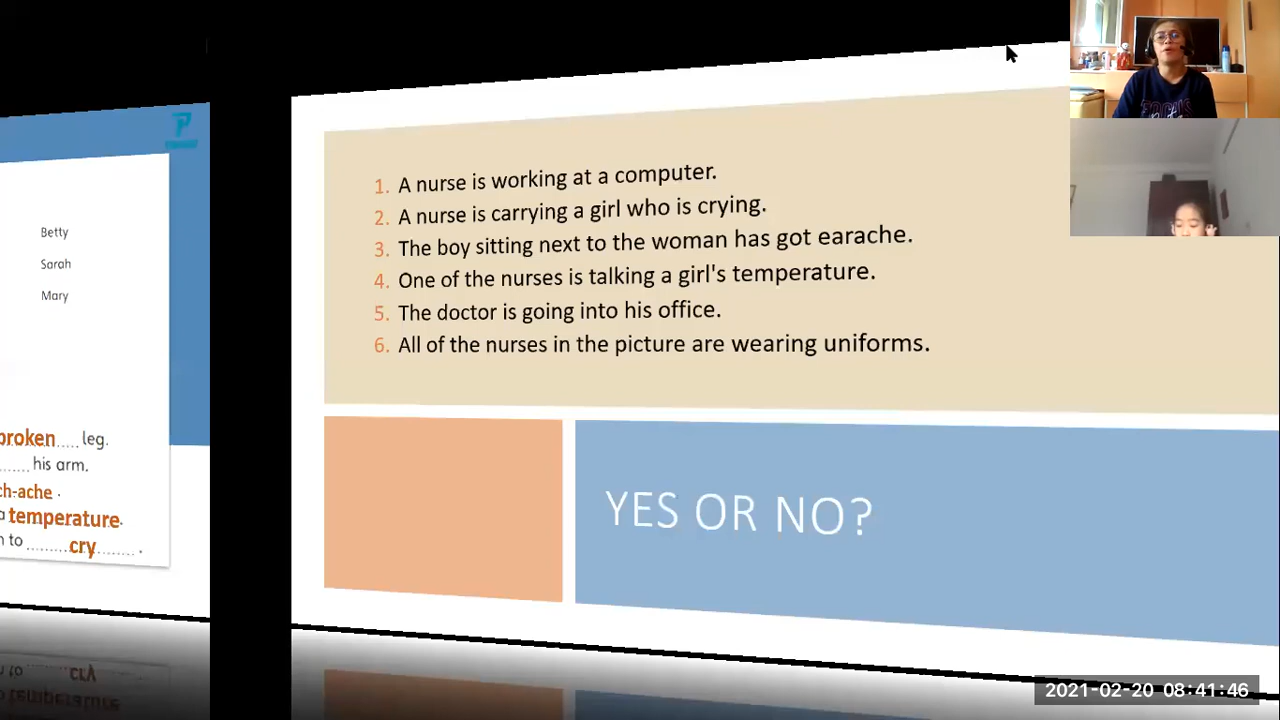 Betty
Sarah
Mary
broken ..... leg.
....... his arm.
ch-ache .
a temperature.
n to ..........cry........ .
1. A nurse is working at a computer.
2. A nurse is carrying a girl who is crying.
3. The boy sitting next to the woman has got earache.
4. One of the nurses is talking a girl's temperature.
5. The doctor is going into his office.
6. All of the nurses in the picture are wearing uniforms.
YES OR NO?
2021-02-20 08:41:46